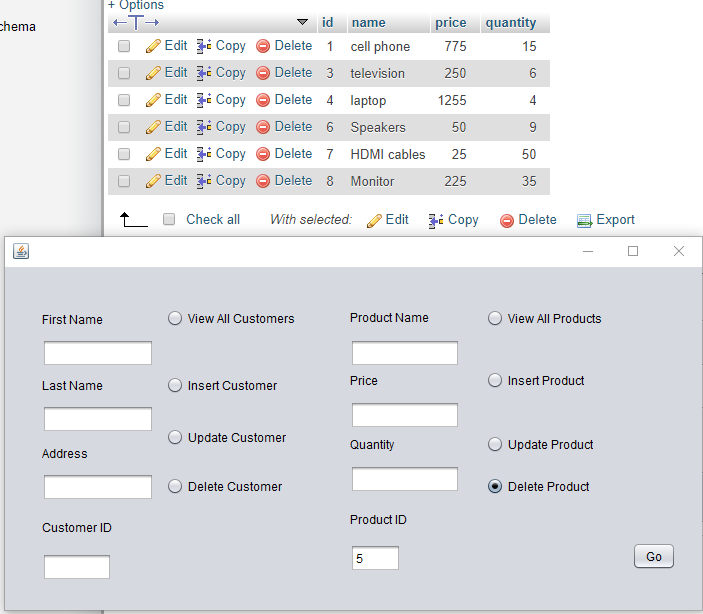 + Options
chema
id name price quantity
Edit Copy Delete 1 cell phone 775 15
Edit Copy Delete 3 television 250 6
Edit Copy Delete 4 laptop 1255 4
Edit Copy Delete 6 Speakers 50 9
Edit Copy Delete 7 HDMI cables 25 50
Edit Copy Delete 8 Monitor 225 35
Check all With selected: Edit Copy Delete Export
First Name View All Customers Product Name View All Products
Last Name Insert Customer Price Insert Product
Update Customer Quantity Update Product
Address
Delete Customer Delete Product
Customer ID Product ID
5 Go